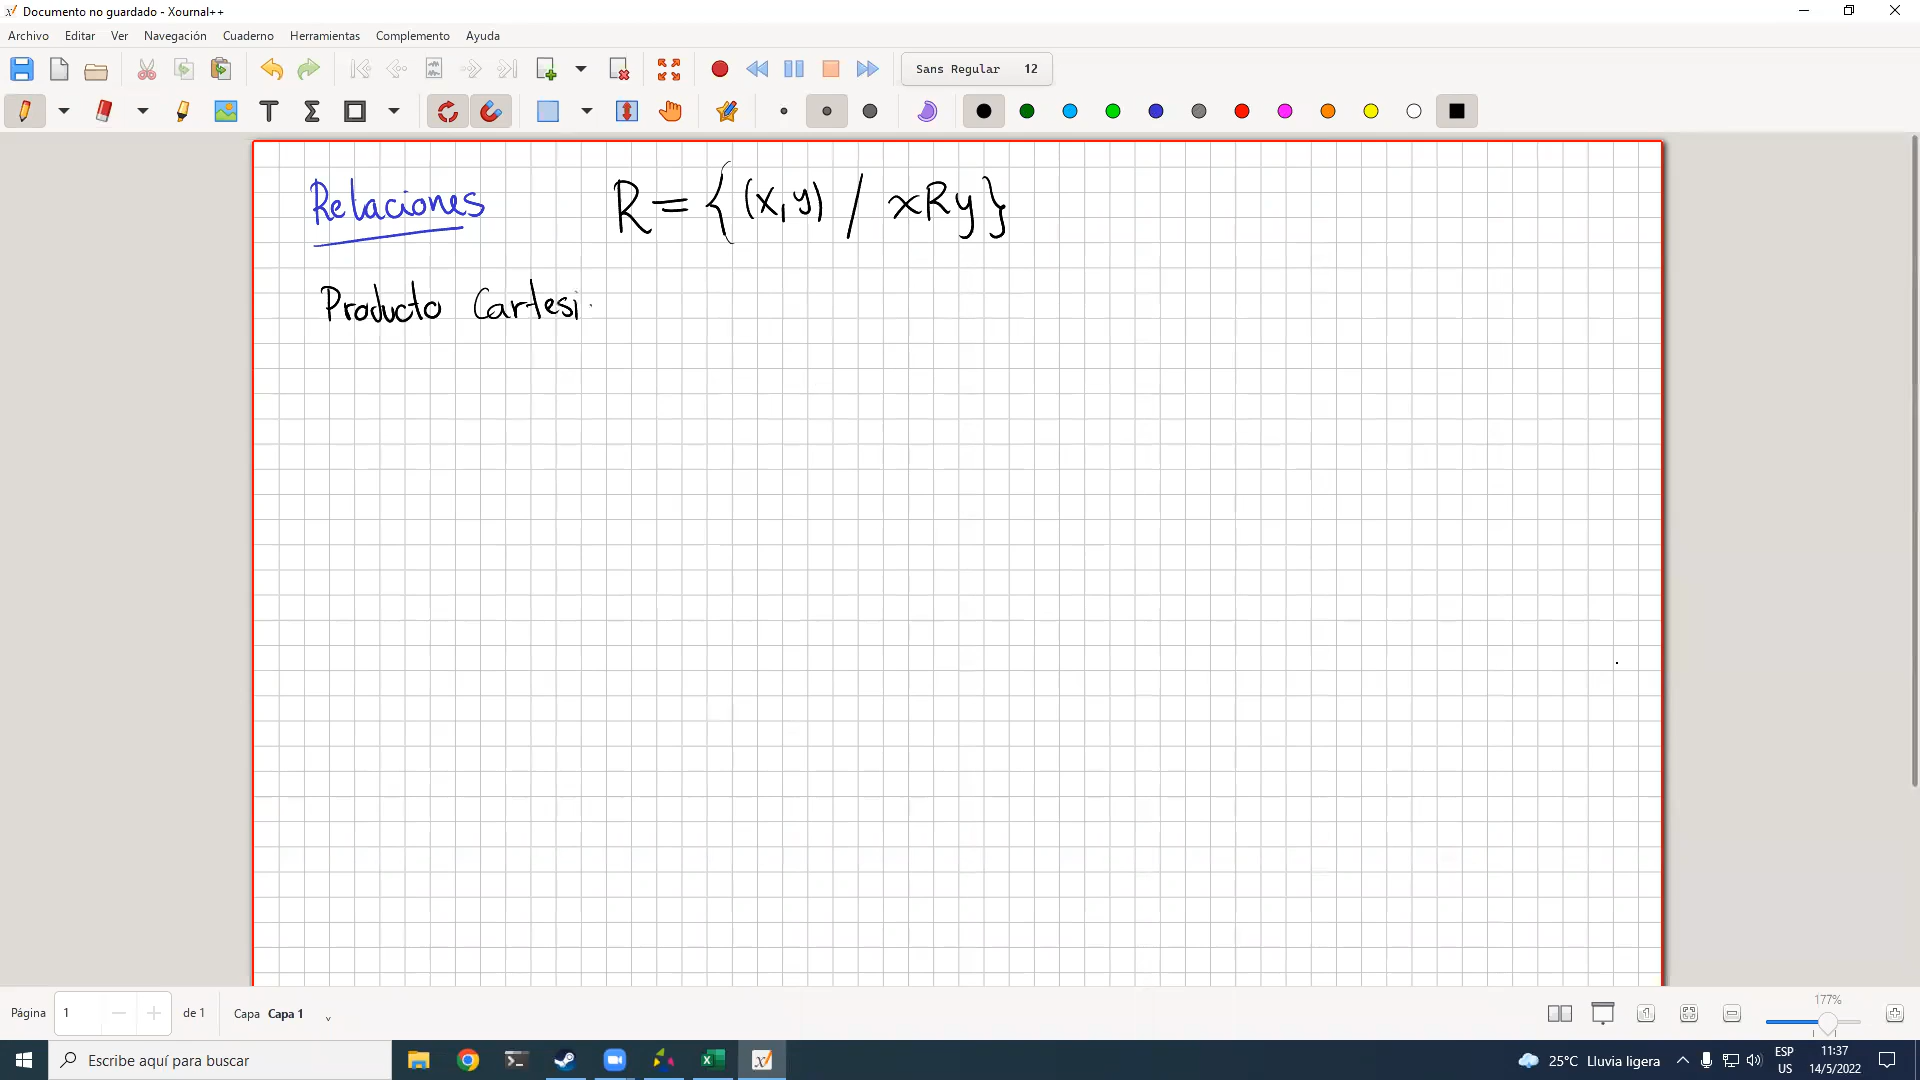 Documento no guardado - Xournal++
Archivo Editar Ver Navegación Cuaderno Herramientas Complemento Ayuda
Sans Regular 12
Relaciones R = {(x,y) / xRy}
Producto Cartesi
Página 1 de 1 Capa Capa 1
177%
Escribe aquí para buscar
25°C Lluvia ligera
ESP
US
11:37
14/5/2022